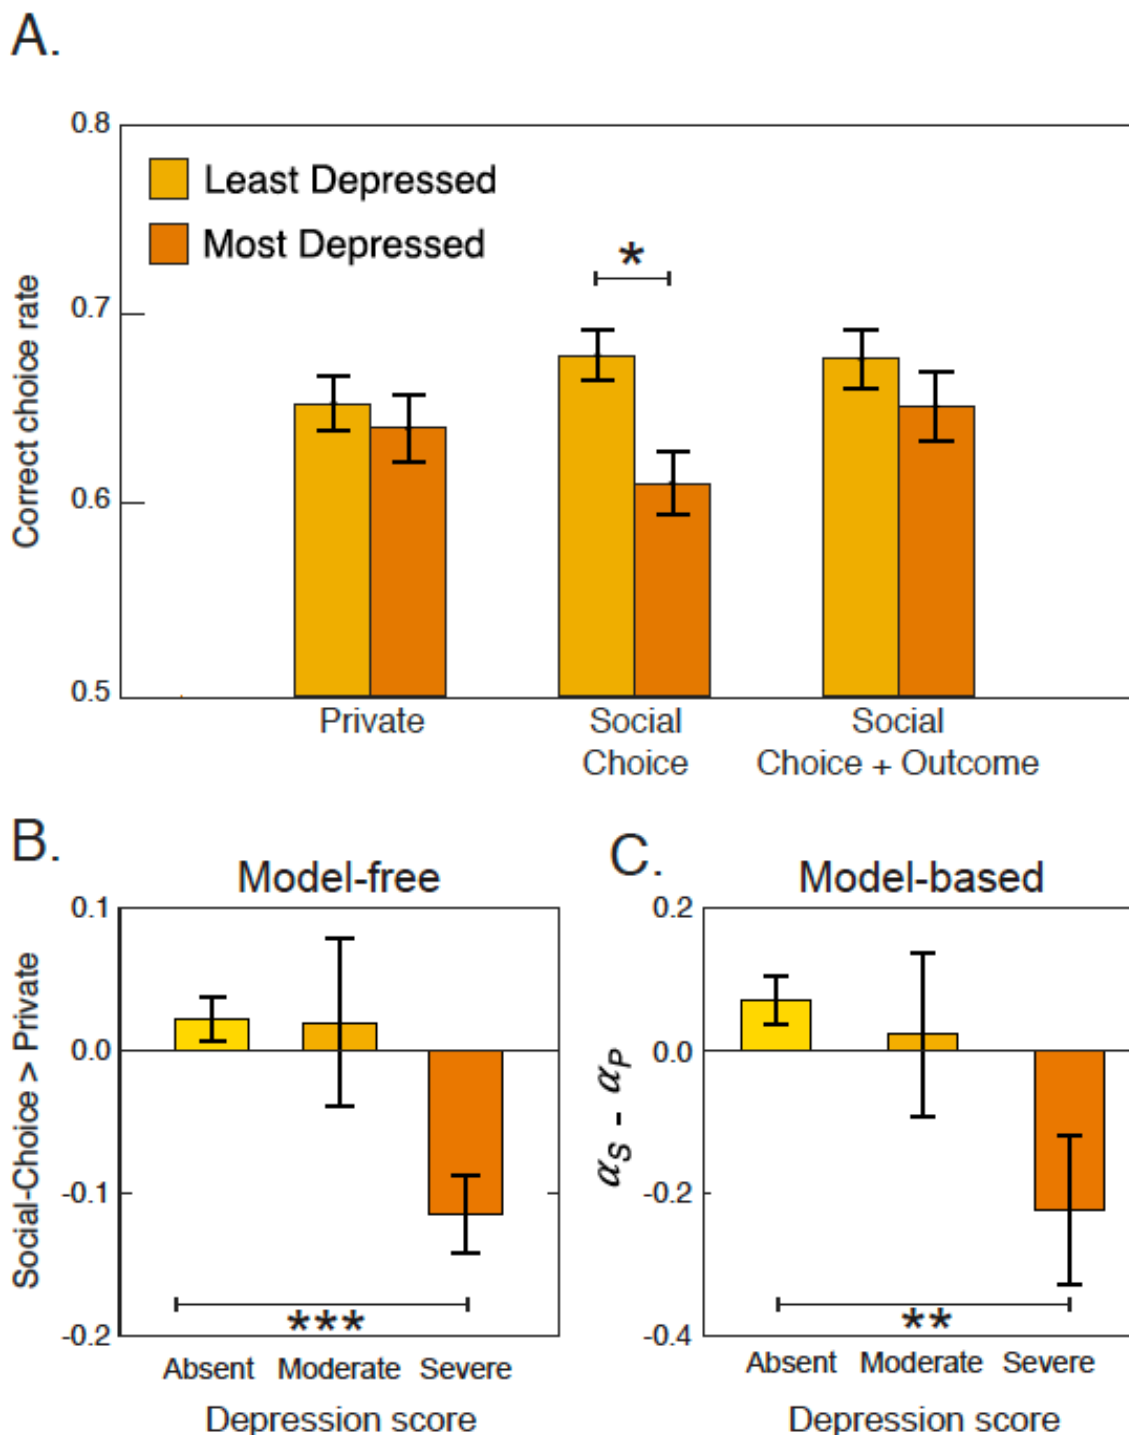 A.
0.8
Least Depressed
Most Depressed
*
0.7
0.6
0.5
Correct choice rate
Private
Social
Choice
Social
Choice + Outcome
B.
Model-free
0.1
0.0
-0.1
-0.2
Social-Choice > Private
***
Absent Moderate Severe
Depression score
C.
Model-based
0.2
0.0
-0.2
-0.4
αS - αP
**
Absent Moderate Severe
Depression score